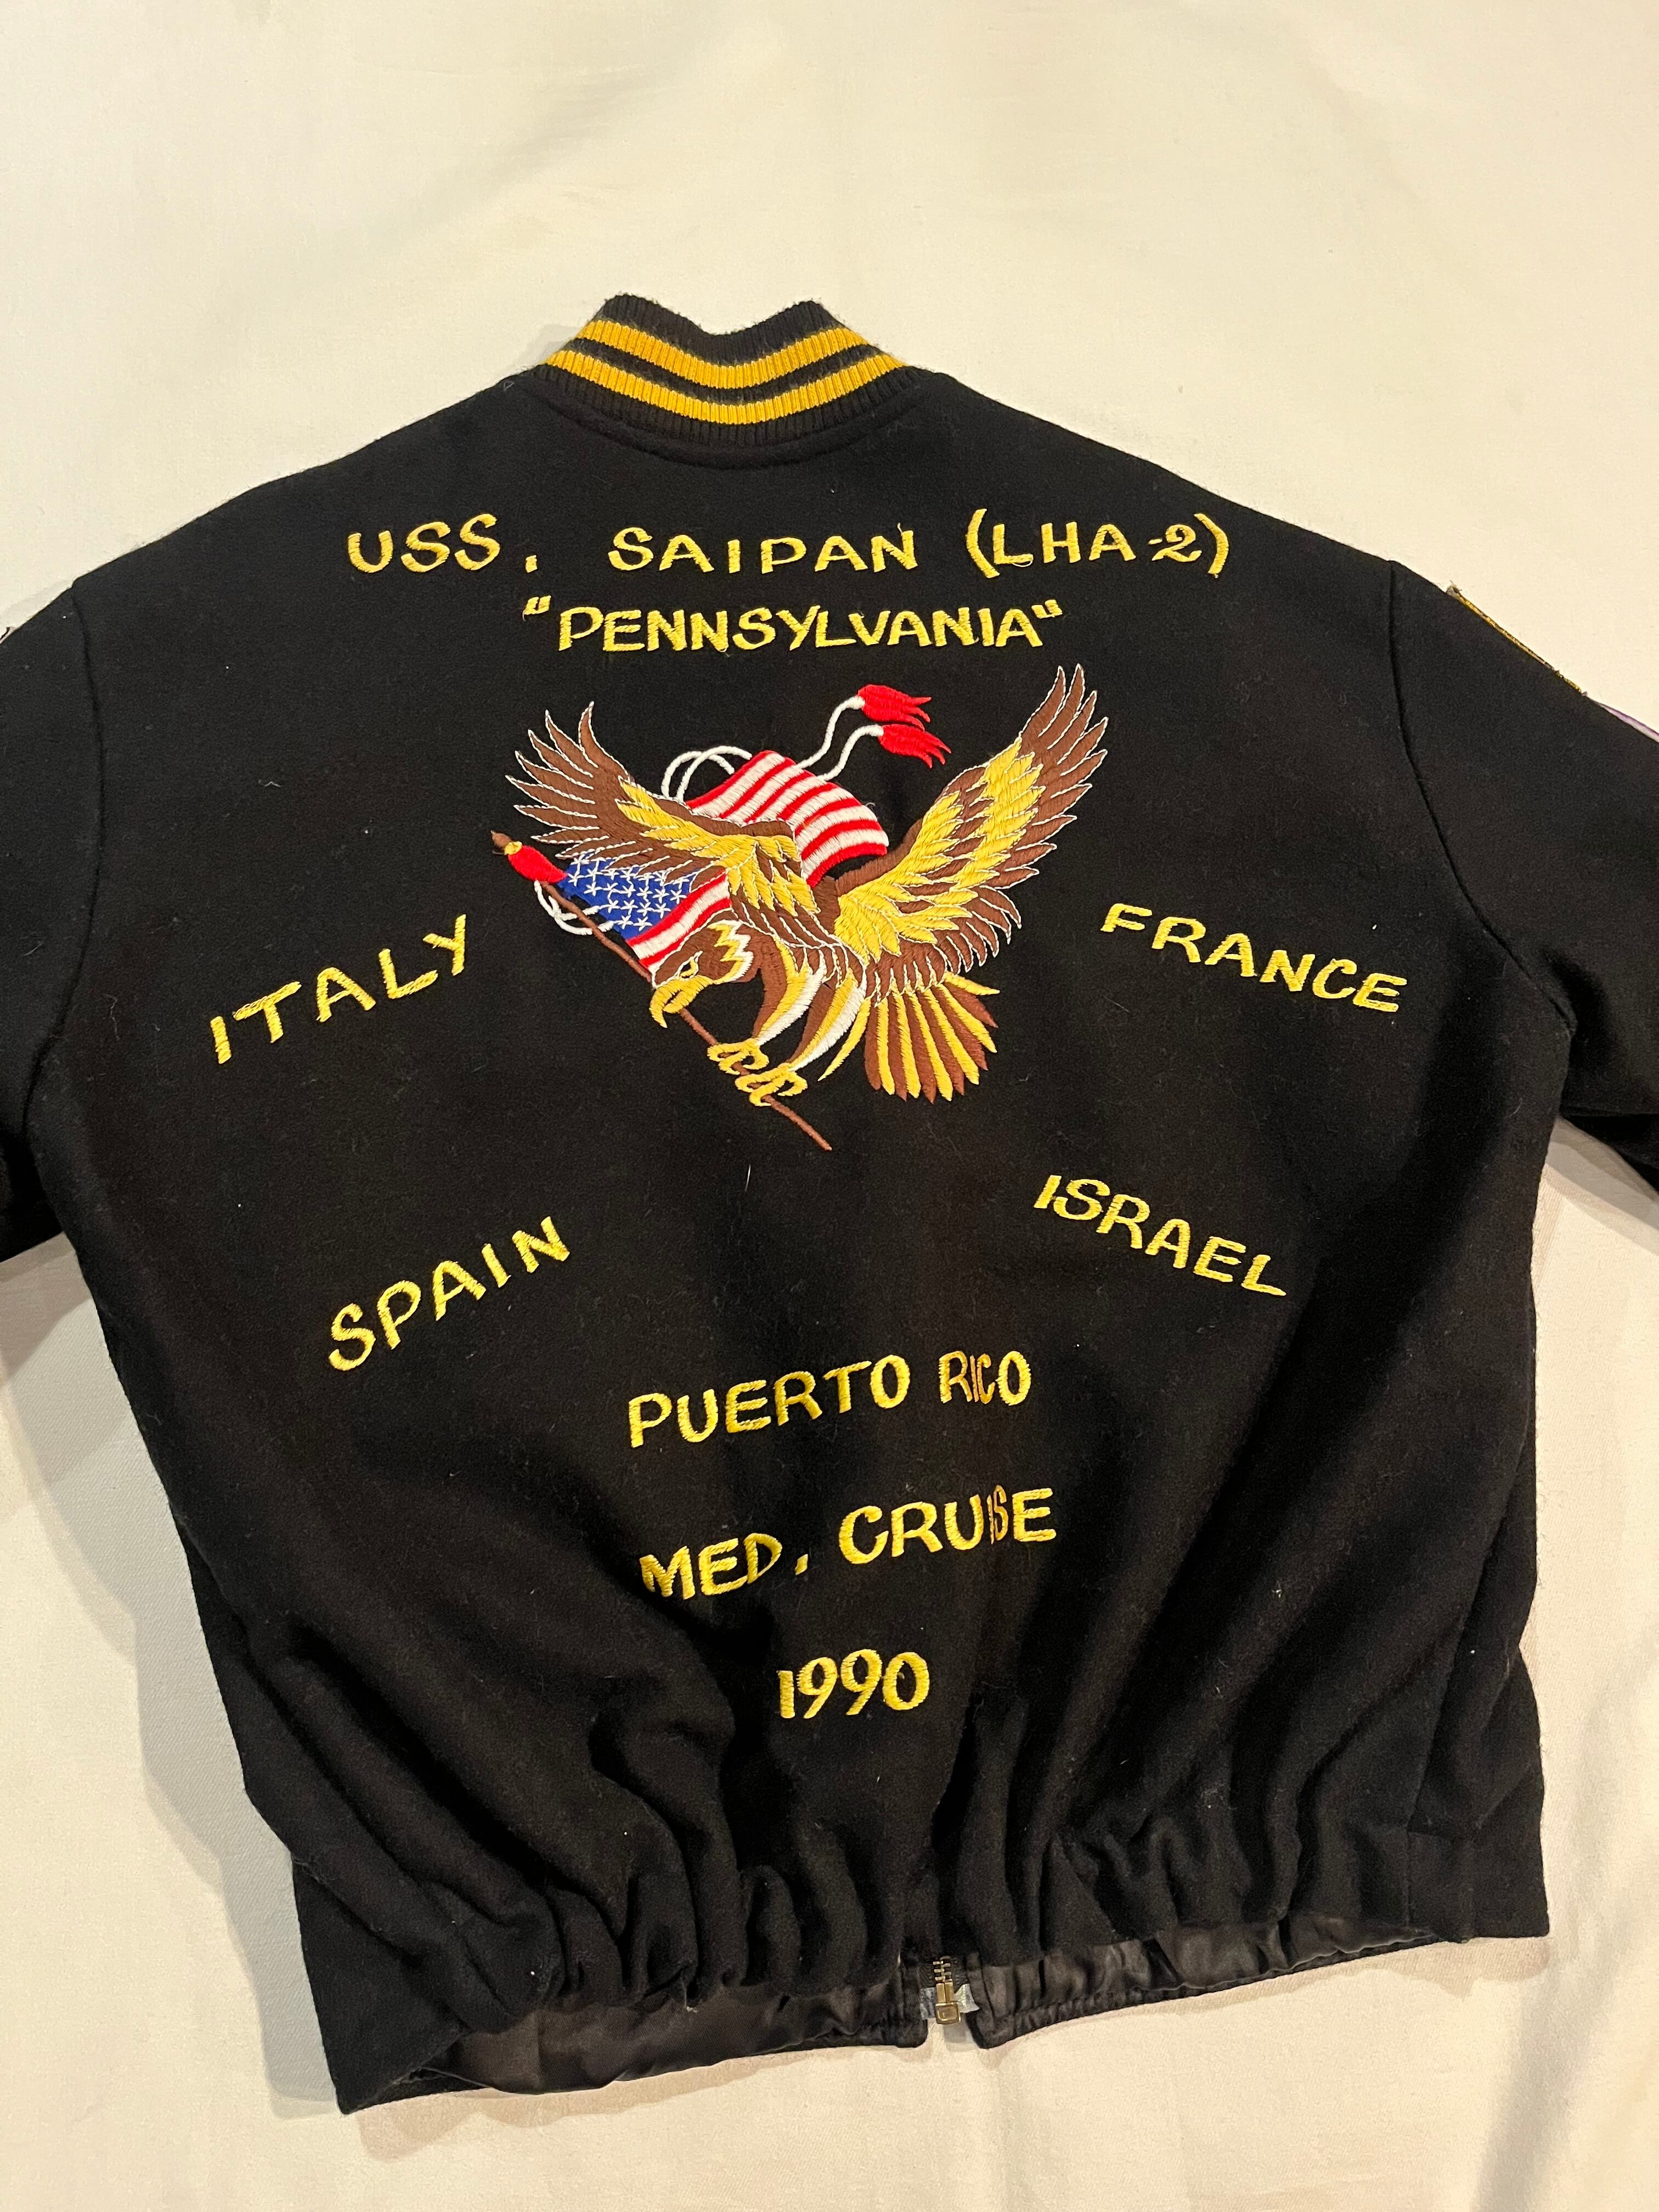 USS. SAIPAN (LHA-2)
"PENNSYLVANIA"
ITALY
FRANCE
SPAIN
ISRAEL
PUERTO RICO
MED. CRUISE
1990